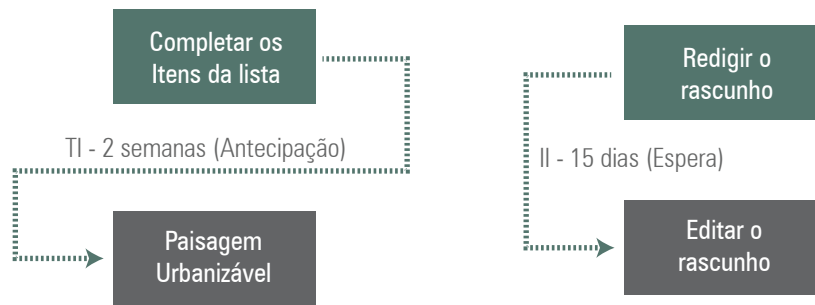 Completar os
Itens da lista
TI - 2 semanas (Antecipação)
Paisagem
Urbanizável
Redigir o
rascunho
II - 15 dias (Espera)
Editar o
rascunho